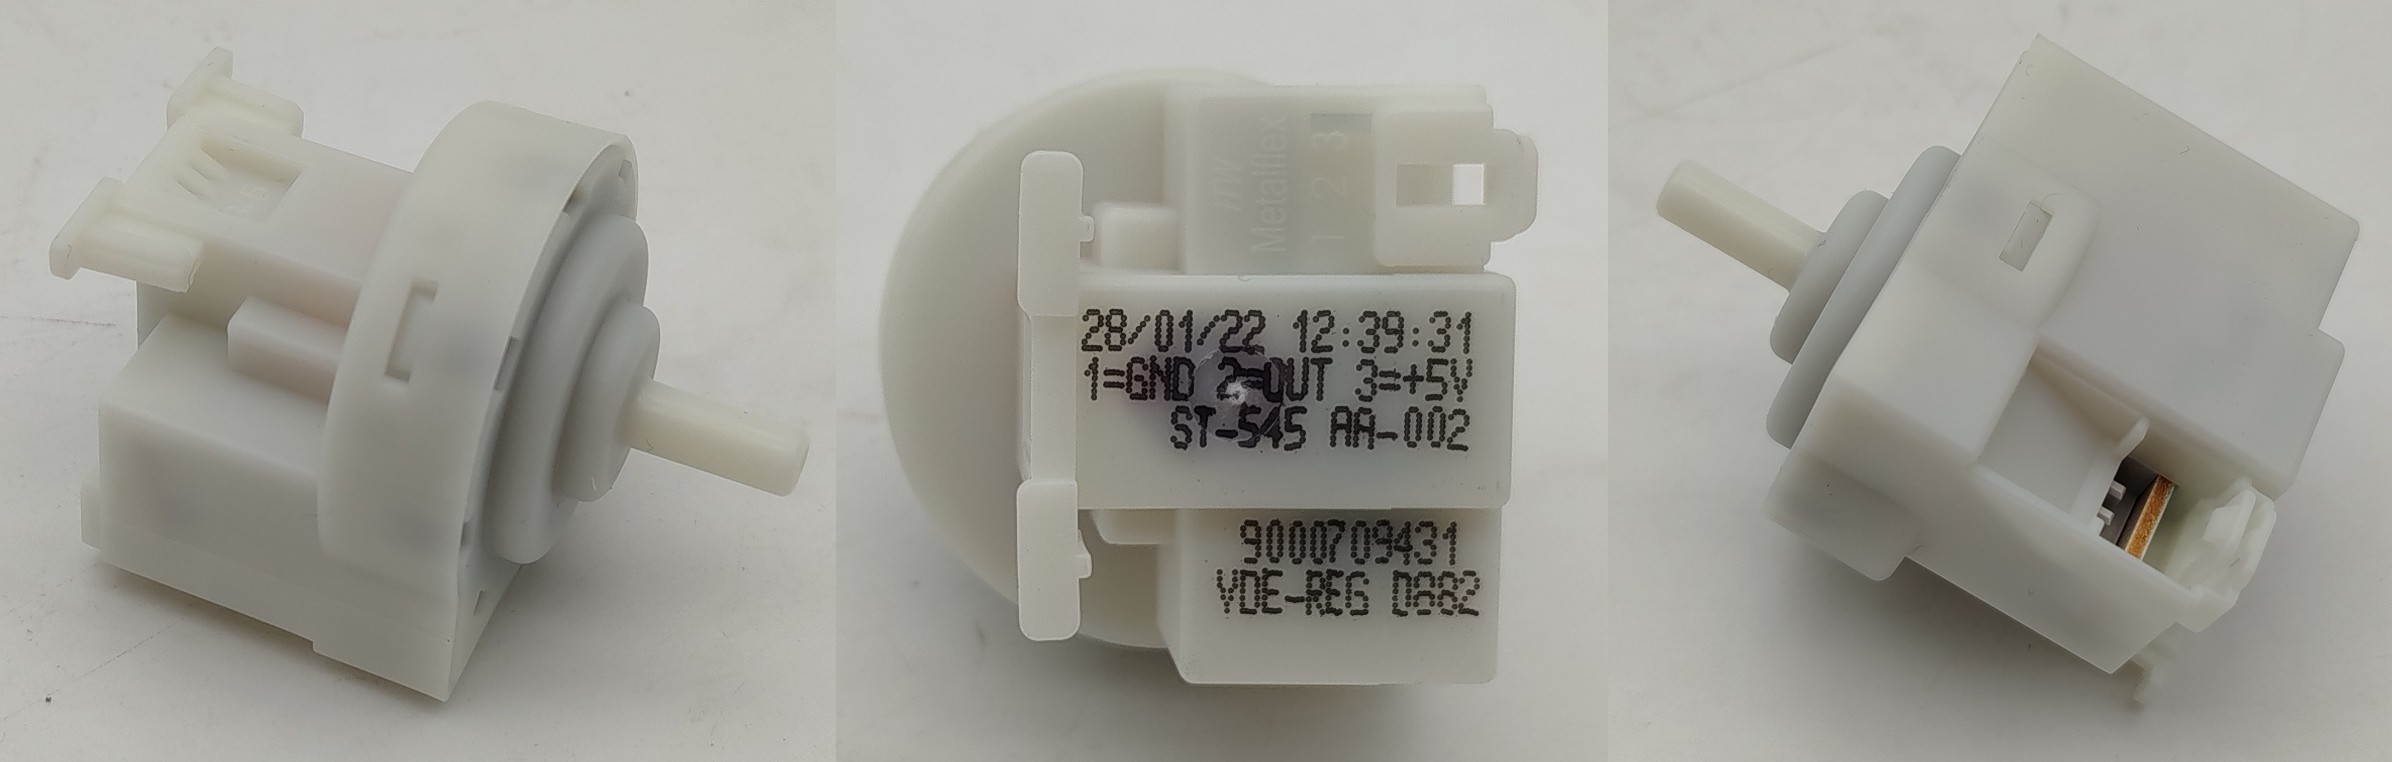 Metalflex
1 2 3
28/01/22 12:39:31
1=GND 2=OUT 3=+5V
ST-545 AA-002
9000709431
VDE-REG D882